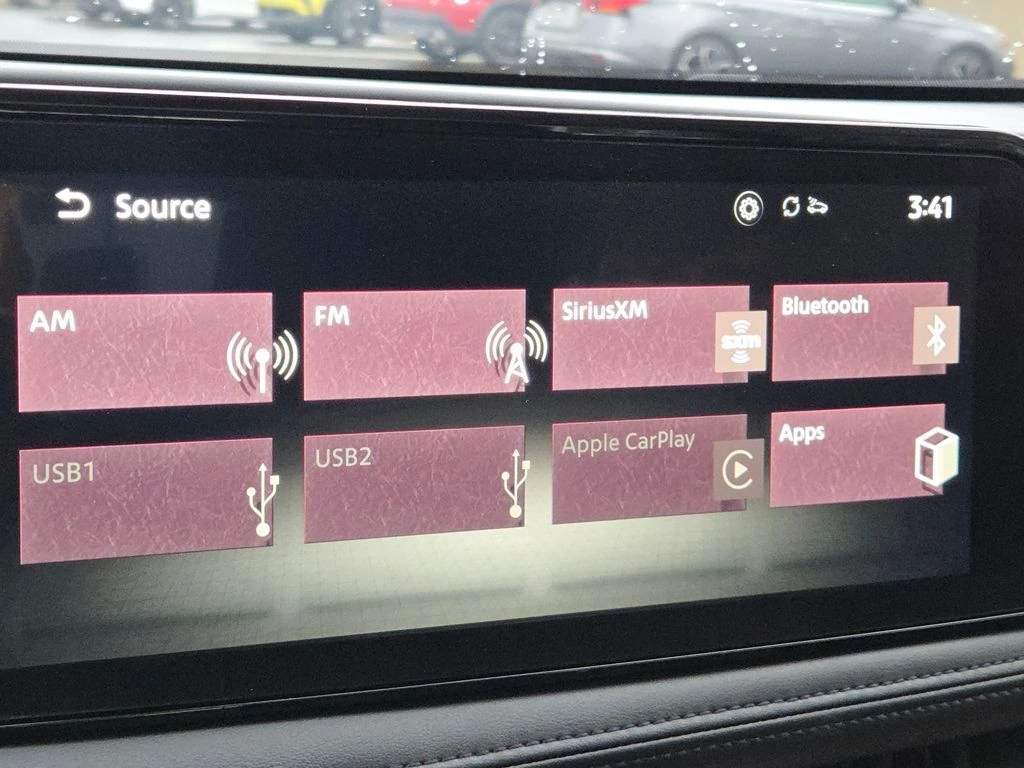 Source
3:41
AM
FM
SiriusXM
sxm
Bluetooth
USB1
USB2
Apple CarPlay
Apps